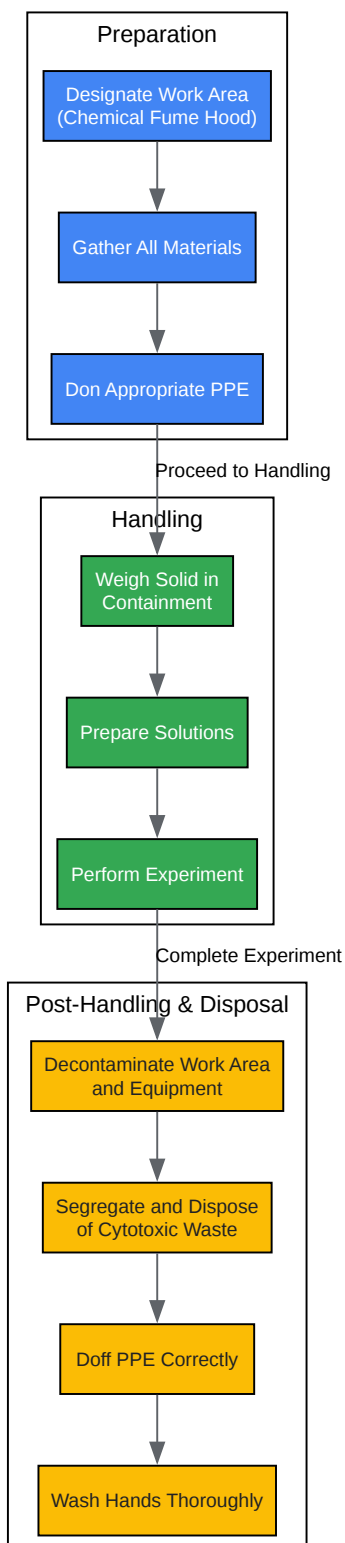 Preparation
Designate Work Area
(Chemical Fume Hood)
Gather All Materials
Don Appropriate PPE
Proceed to Handling
Handling
Weigh Solid in
Containment
Prepare Solutions
Perform Experiment
Complete Experiment
Post-Handling & Disposal
Decontaminate Work Area
and Equipment
Segregate and Dispose
of Cytotoxic Waste
Doff PPE Correctly
Wash Hands Thoroughly